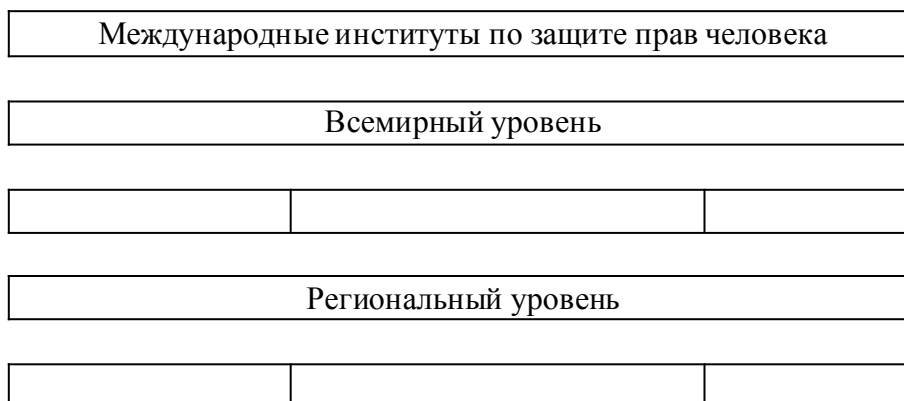 Международные институты по защите прав человека
Всемирный уровень
Региональный уровень